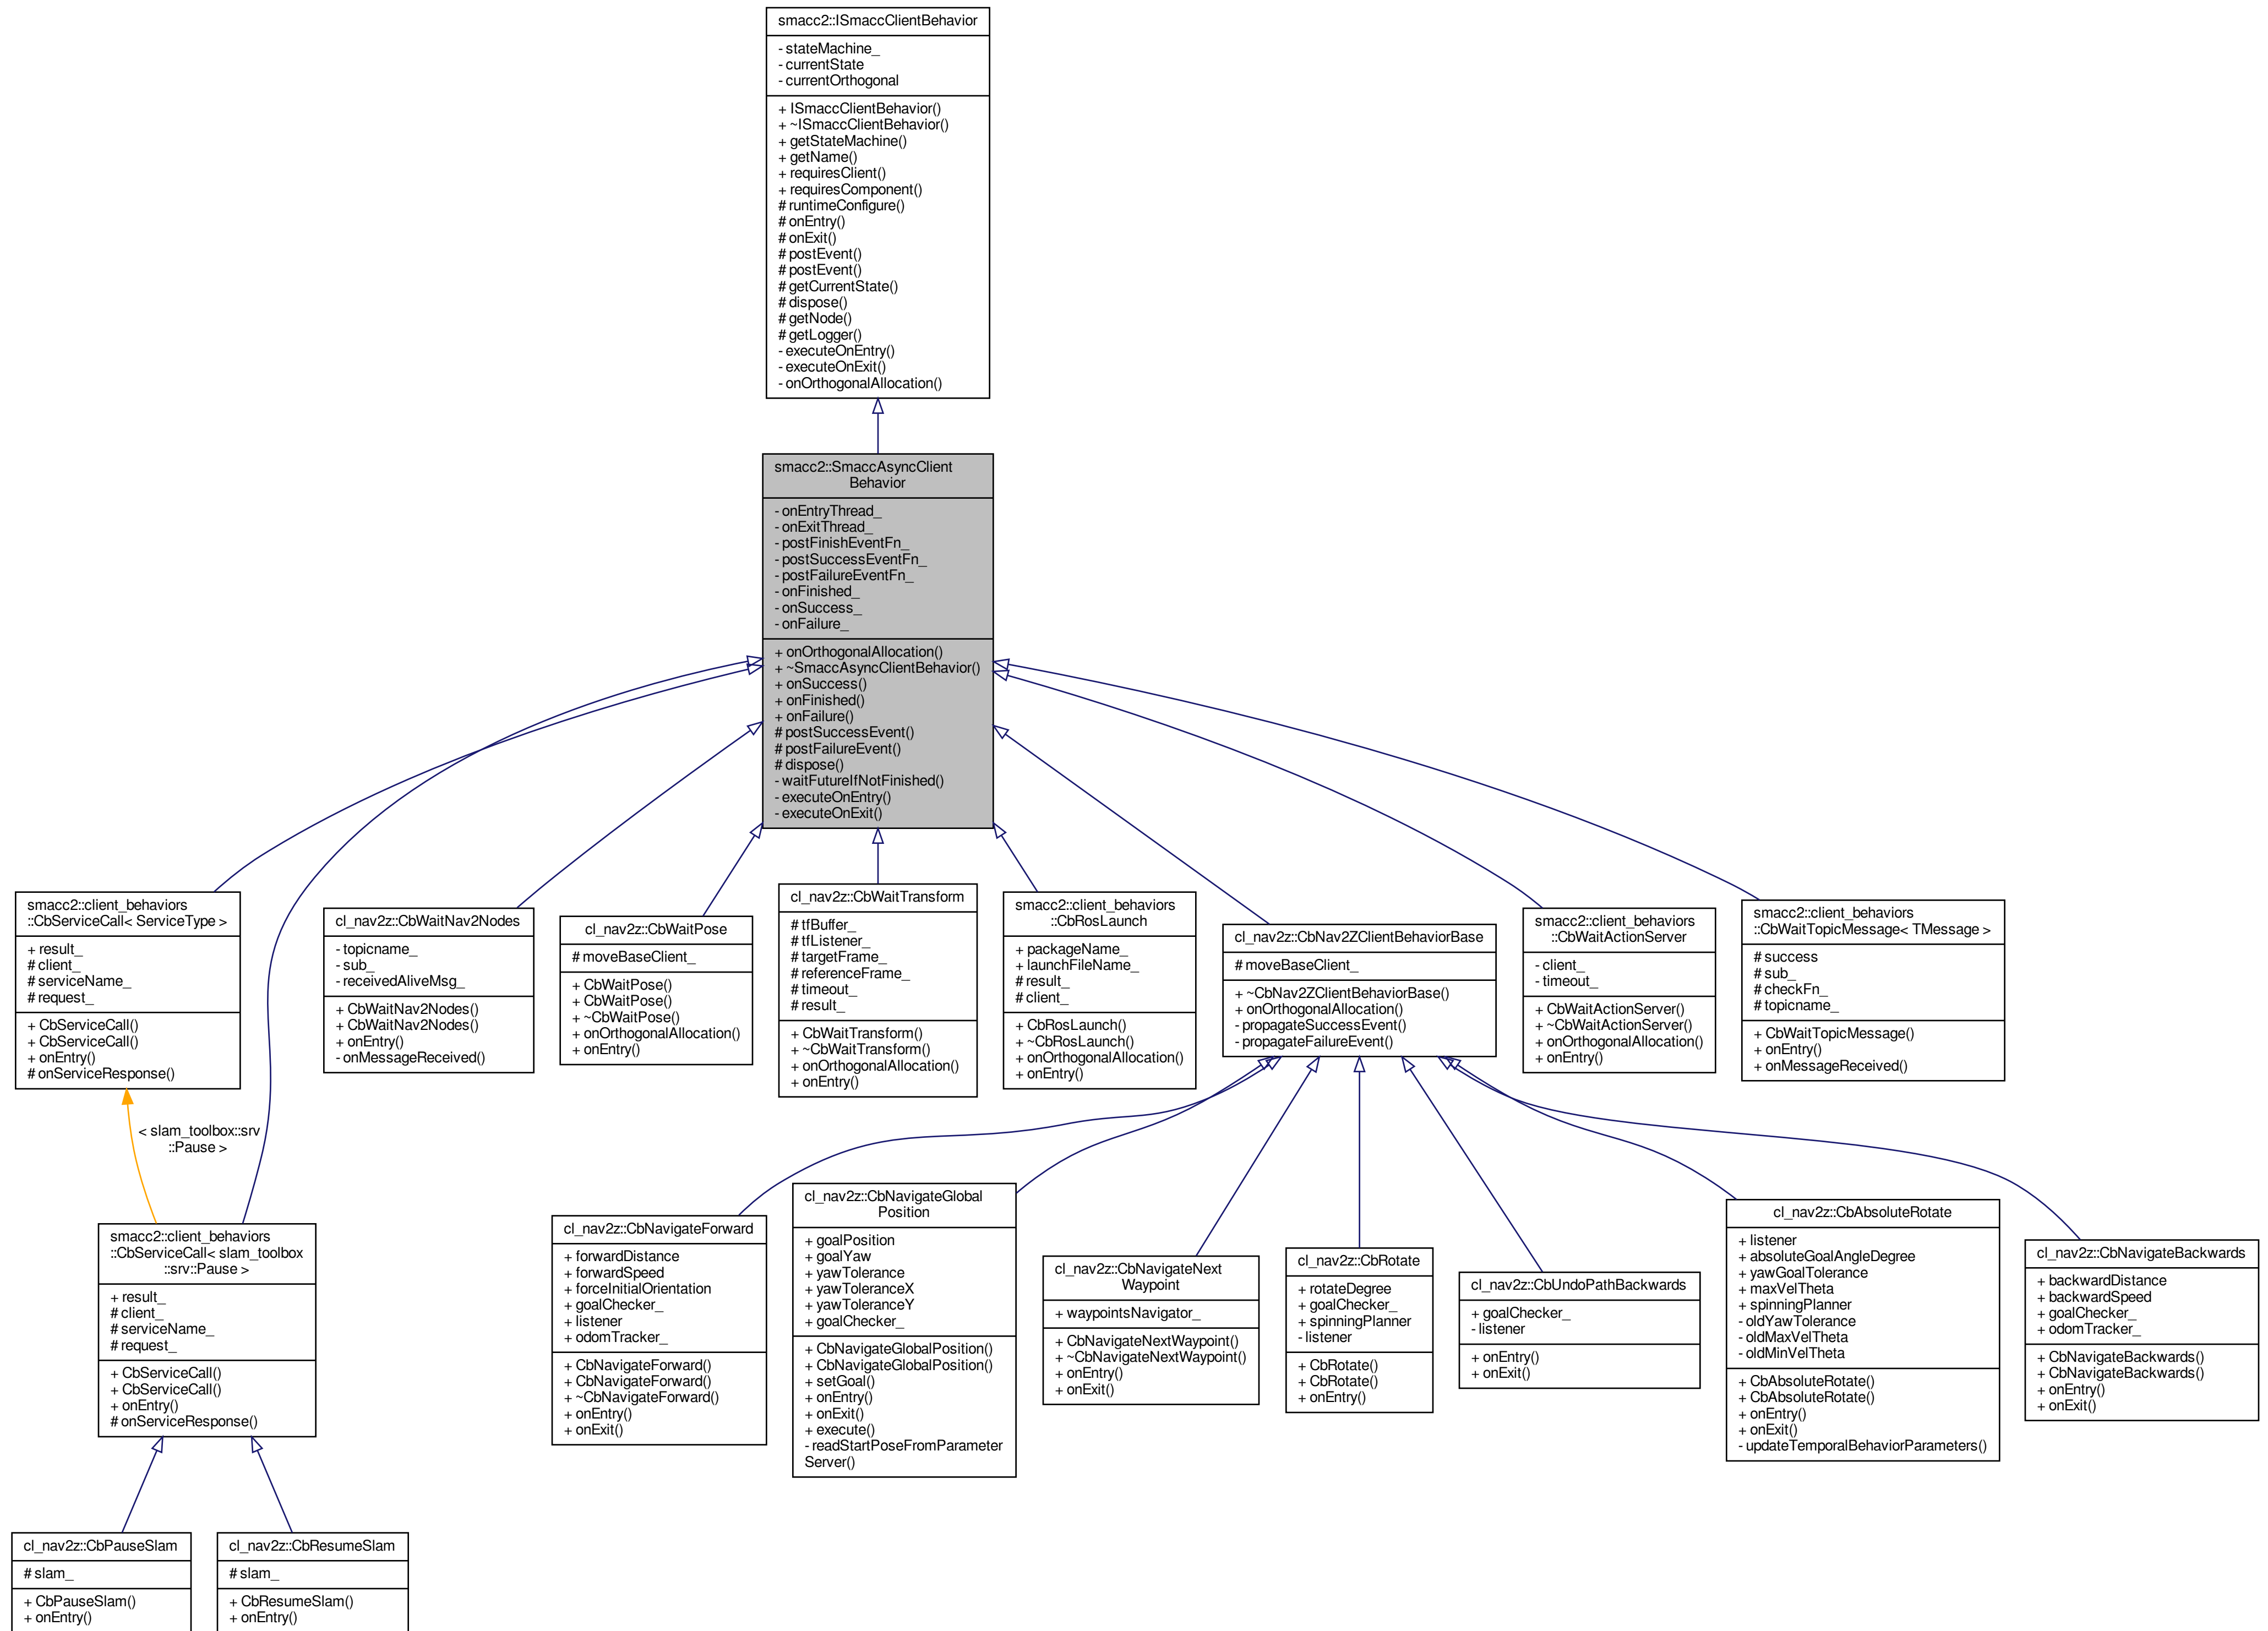 smacc2::ISmaccClientBehavior
- stateMachine_
- currentState
- currentOrthogonal
+ ISmaccClientBehavior()
+ ~ISmaccClientBehavior()
+ getStateMachine()
+ getName()
+ requiresClient()
+ requiresComponent()
# runtimeConfigure()
# onEntry()
# onExit()
# postEvent()
# postEvent()
# getCurrentState()
# dispose()
# getNode()
# getLogger()
- executeOnEntry()
- executeOnExit()
- onOrthogonalAllocation()
smacc2::SmaccAsyncClient
Behavior
- onEntryThread_
- onExitThread_
- postFinishEventFn_
- postSuccessEventFn_
- postFailureEventFn_
- onFinished_
- onSuccess_
- onFailure_
+ onOrthogonalAllocation()
+ ~SmaccAsyncClientBehavior()
+ onSuccess()
+ onFinished()
+ onFailure()
# postSuccessEvent()
# postFailureEvent()
# dispose()
- waitFutureIfNotFinished()
- executeOnEntry()
- executeOnExit()
smacc2::client_behaviors
::CbServiceCall< ServiceType >
+ result_
# client_
# serviceName_
# request_
+ CbServiceCall()
+ CbServiceCall()
+ onEntry()
# onServiceResponse()
cl_nav2z::CbWaitNav2Nodes
- topicname_
- sub_
- receivedAliveMsg_
+ CbWaitNav2Nodes()
+ CbWaitNav2Nodes()
+ onEntry()
- onMessageReceived()
cl_nav2z::CbWaitPose
# moveBaseClient_
+ CbWaitPose()
+ CbWaitPose()
+ ~CbWaitPose()
+ onOrthogonalAllocation()
+ onEntry()
cl_nav2z::CbWaitTransform
# tfBuffer_
# tfListener_
# targetFrame_
# referenceFrame_
# timeout_
# result_
+ CbWaitTransform()
+ ~CbWaitTransform()
+ onOrthogonalAllocation()
+ onEntry()
smacc2::client_behaviors
::CbRosLaunch
+ packageName_
+ launchFileName_
# result_
# client_
+ CbRosLaunch()
+ ~CbRosLaunch()
+ onOrthogonalAllocation()
+ onEntry()
cl_nav2z::CbNav2ZClientBehaviorBase
# moveBaseClient_
+ ~CbNav2ZClientBehaviorBase()
+ onOrthogonalAllocation()
- propagateSuccessEvent()
- propagateFailureEvent()
smacc2::client_behaviors
::CbWaitActionServer
- client_
- timeout_
+ CbWaitActionServer()
+ ~CbWaitActionServer()
+ onOrthogonalAllocation()
+ onEntry()
smacc2::client_behaviors
::CbWaitTopicMessage< TMessage >
# success
# sub_
# checkFn_
# topicname_
+ CbWaitTopicMessage()
+ onEntry()
+ onMessageReceived()
< slam_toolbox::srv
::Pause >
smacc2::client_behaviors
::CbServiceCall< slam_toolbox
::srv::Pause >
+ result_
# client_
# serviceName_
# request_
+ CbServiceCall()
+ CbServiceCall()
+ onEntry()
# onServiceResponse()
cl_nav2z::CbNavigateForward
+ forwardDistance
+ forwardSpeed
+ forceInitialOrientation
+ goalChecker_
+ listener
+ odomTracker_
+ CbNavigateForward()
+ CbNavigateForward()
+ ~CbNavigateForward()
+ onEntry()
+ onExit()
cl_nav2z::CbNavigateGlobal
Position
+ goalPosition
+ goalYaw
+ yawTolerance
+ yawToleranceX
+ yawToleranceY
+ goalChecker_
+ CbNavigateGlobalPosition()
+ CbNavigateGlobalPosition()
+ setGoal()
+ onEntry()
+ onExit()
+ execute()
- readStartPoseFromParameter
Server()
cl_nav2z::CbNavigateNext
Waypoint
+ waypointsNavigator_
+ CbNavigateNextWaypoint()
+ ~CbNavigateNextWaypoint()
+ onEntry()
+ onExit()
cl_nav2z::CbRotate
+ rotateDegree
+ goalChecker_
+ spinningPlanner
- listener
+ CbRotate()
+ CbRotate()
+ onEntry()
cl_nav2z::CbUndoPathBackwards
+ goalChecker_
- listener
+ onEntry()
+ onExit()
cl_nav2z::CbAbsoluteRotate
+ listener
+ absoluteGoalAngleDegree
+ yawGoalTolerance
+ maxVelTheta
+ spinningPlanner
- oldYawTolerance
- oldMaxVelTheta
- oldMinVelTheta
+ CbAbsoluteRotate()
+ CbAbsoluteRotate()
+ onEntry()
+ onExit()
- updateTemporalBehaviorParameters()
cl_nav2z::CbNavigateBackwards
+ backwardDistance
+ backwardSpeed
+ goalChecker_
+ odomTracker_
+ CbNavigateBackwards()
+ CbNavigateBackwards()
+ onEntry()
+ onExit()
cl_nav2z::CbPauseSlam
# slam_
+ CbPauseSlam()
+ onEntry()
cl_nav2z::CbResumeSlam
# slam_
+ CbResumeSlam()
+ onEntry()